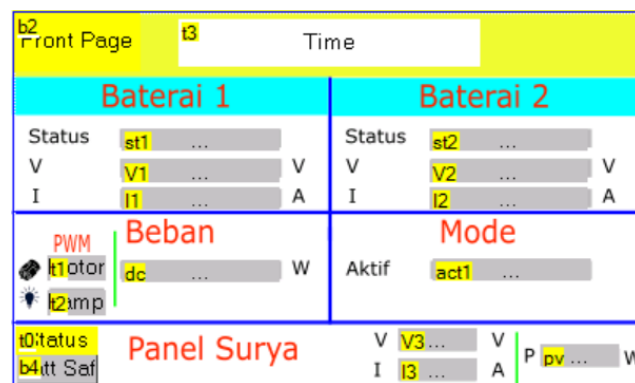 b2 Front Page t3 Time
Baterai 1 Baterai 2
Status st1 ... Status st2 ...
V V1 ... V V V2 ... V
I I1 ... A I I2 ... A
PWM Beban Mode
t1 otor dc ... W Aktif act1 ...
t2 amp
t0 Status Panel Surya V V3 ... V
b4 tt Saf I I3 ... A P pv ... W